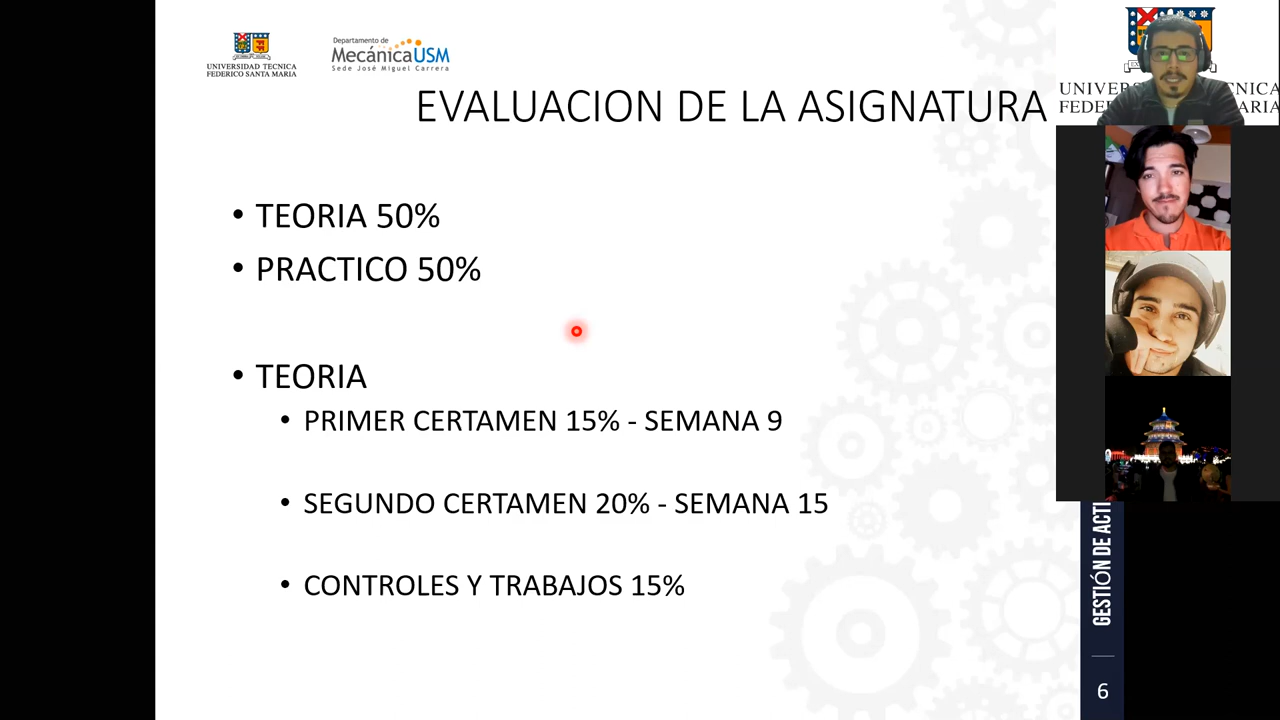 UNIVERSIDAD TECNICA
FEDERICO SANTA MARIA
Departamento de
MecánicaUSM
Sede José Miguel Carrera
EVALUACION DE LA ASIGNATURA
• TEORIA 50%
• PRACTICO 50%
• TEORIA
• PRIMER CERTAMEN 15% - SEMANA 9
• SEGUNDO CERTAMEN 20% - SEMANA 15
• CONTROLES Y TRABAJOS 15%
GESTIÓN DE ACTI
6